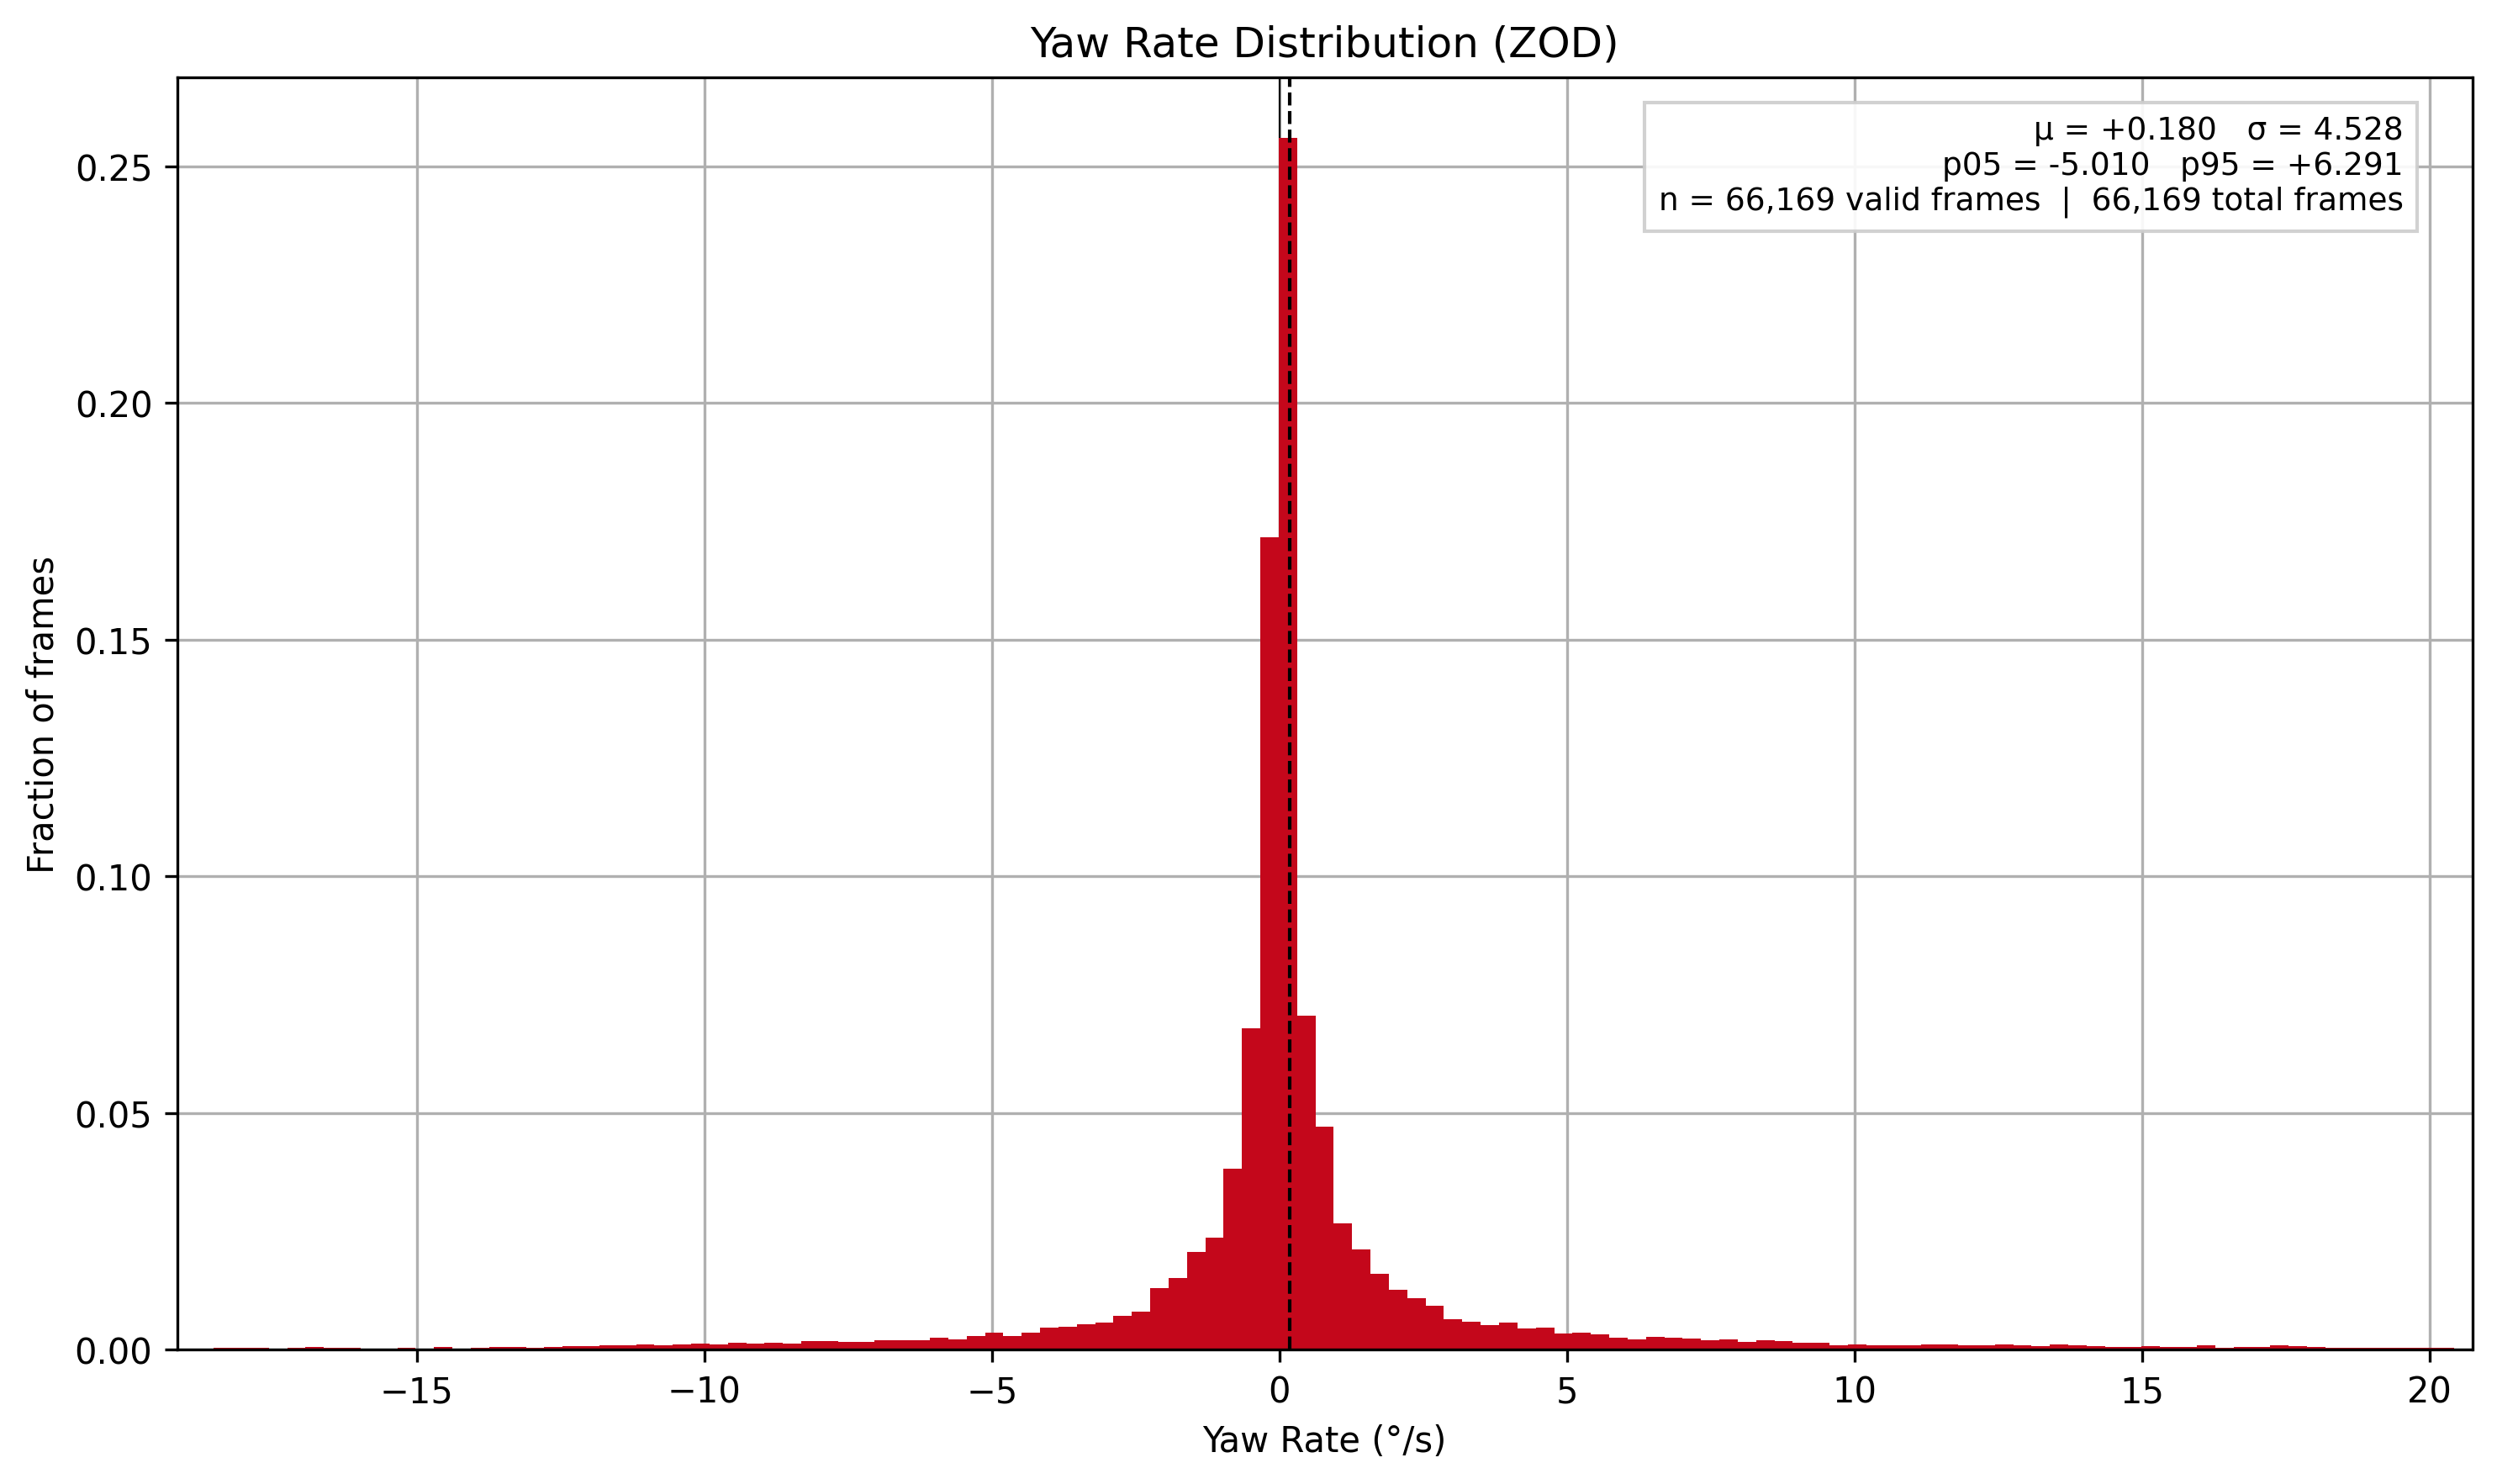 Yaw Rate Distribution (ZOD)
μ = +0.180   σ = 4.528
p05 = -5.010   p95 = +6.291
n = 66,169 valid frames  |  66,169 total frames
Fraction of frames
0.25
0.20
0.15
0.10
0.05
0.00
−15 −10 −5 0 5 10 15 20
Yaw Rate (°/s)